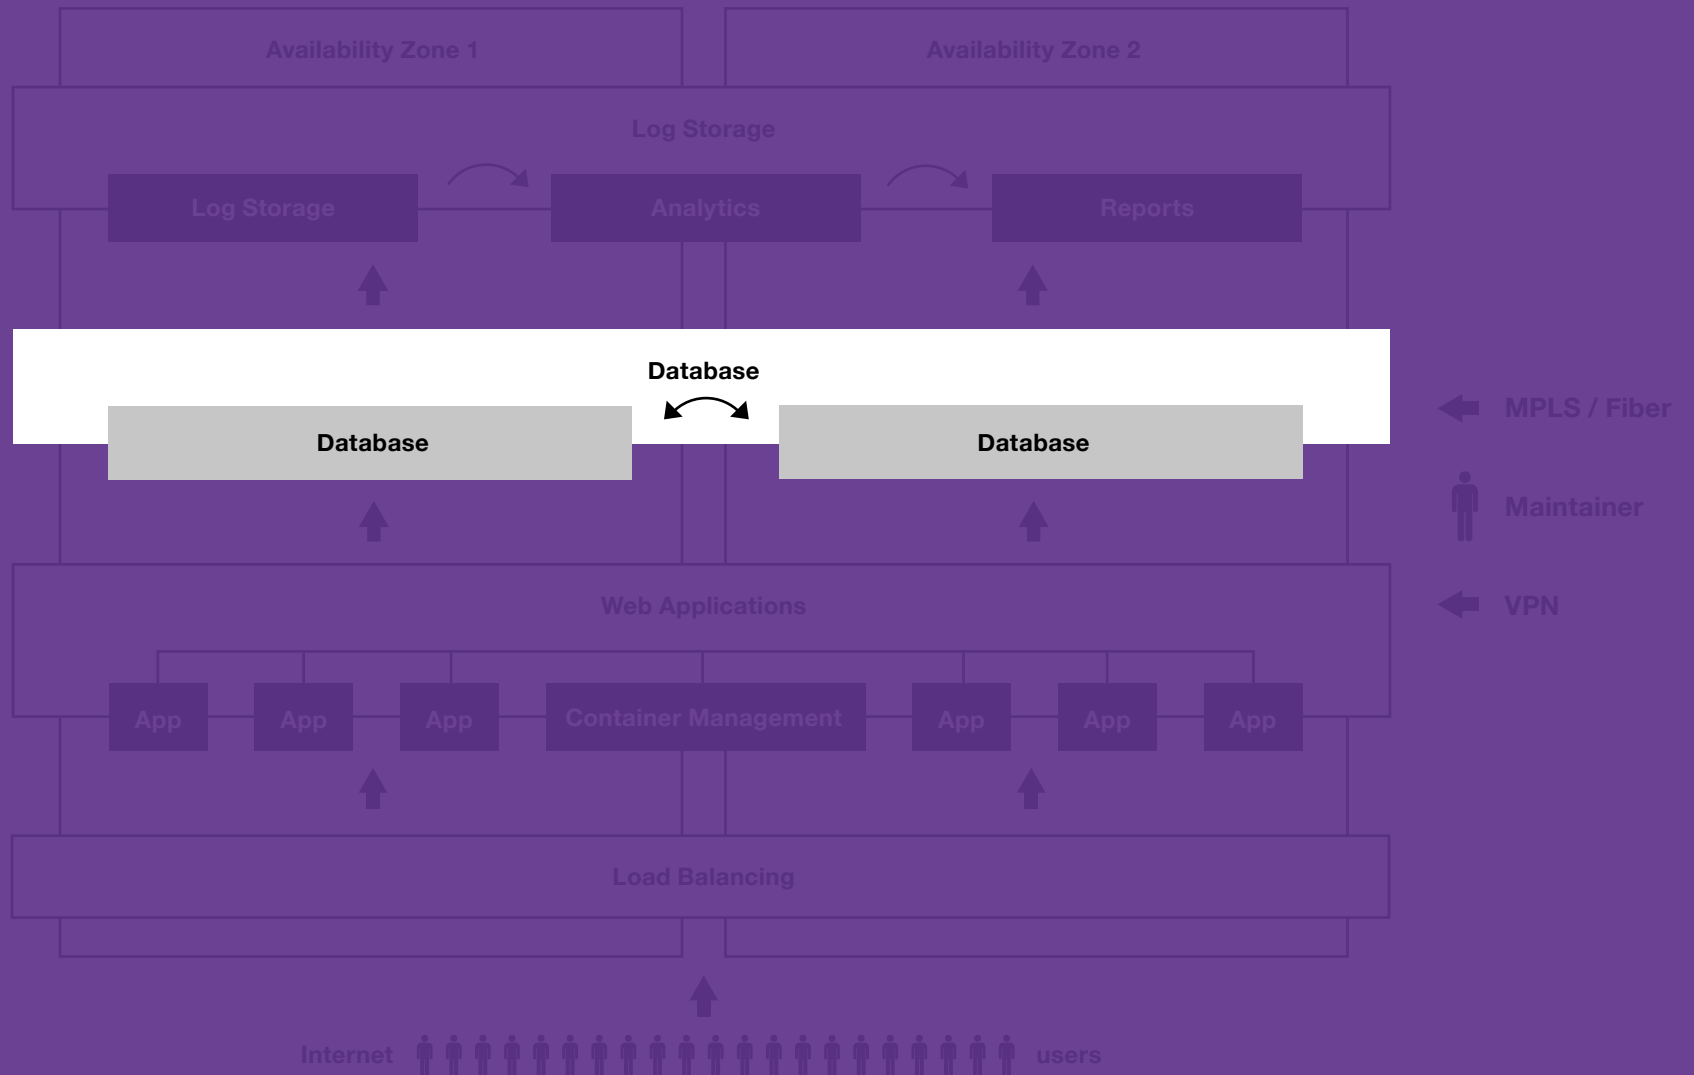 Availability Zone 1
Availability Zone 2
Log Storage
Log Storage
Analytics
Reports
Database
Database
Database
MPLS / Fiber
Maintainer
VPN
Web Applications
App
App
App
Container Management
App
App
App
Load Balancing
Internet
users